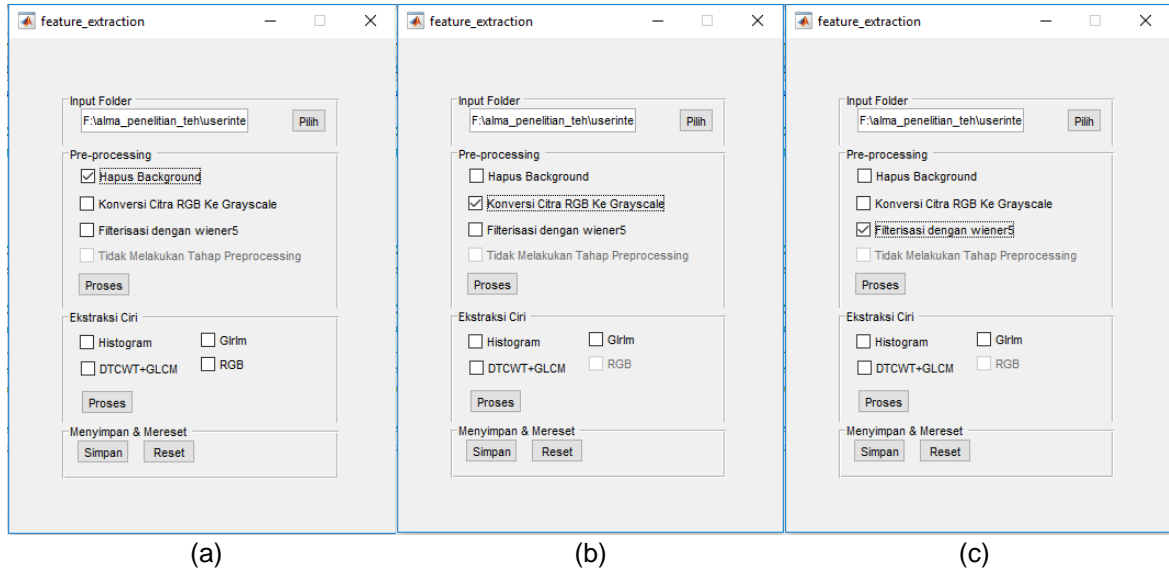 feature_extraction
Input Folder
F:\alma_penelitian_teh\userinte
Pilih
Pre-processing
Hapus Background
Konversi Citra RGB Ke Grayscale
Filterisasi dengan wiener5
Tidak Melakukan Tahap Preprocessing
Proses
Ekstraksi Ciri
Histogram
Glrlm
DTCWT+GLCM
RGB
Proses
Menyimpan & Mereset
Simpan
Reset
(a)
feature_extraction
Input Folder
F:\alma_penelitian_teh\userinte
Pilih
Pre-processing
Hapus Background
Konversi Citra RGB Ke Grayscale
Filterisasi dengan wiener5
Tidak Melakukan Tahap Preprocessing
Proses
Ekstraksi Ciri
Histogram
Glrlm
DTCWT+GLCM
RGB
Proses
Menyimpan & Mereset
Simpan
Reset
(b)
feature_extraction
Input Folder
F:\alma_penelitian_teh\userinte
Pilih
Pre-processing
Hapus Background
Konversi Citra RGB Ke Grayscale
Filterisasi dengan wiener5
Tidak Melakukan Tahap Preprocessing
Proses
Ekstraksi Ciri
Histogram
Glrlm
DTCWT+GLCM
RGB
Proses
Menyimpan & Mereset
Simpan
Reset
(c)